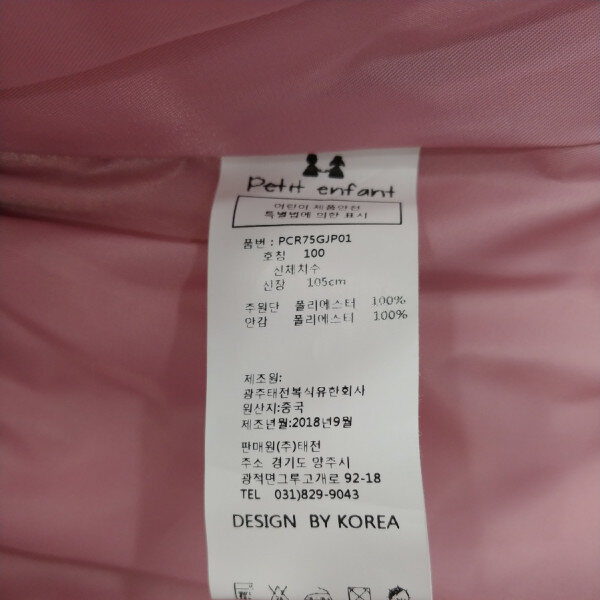 Petit enfant
어린이 제품안전
특별법에 의한 표시
품번 : PCR75GJP01
호칭 100
신체치수
신장 105cm
주원단 폴리에스터 100%
안감 폴리에스터 100%
제조원:
광주태전복식유한회사
원산지:중국
제조년월:2018년9월
판매원(주)태전
주소 경기도 양주시
광적면그루고개로 92-18
TEL 031)829-9043
DESIGN BY KOREA